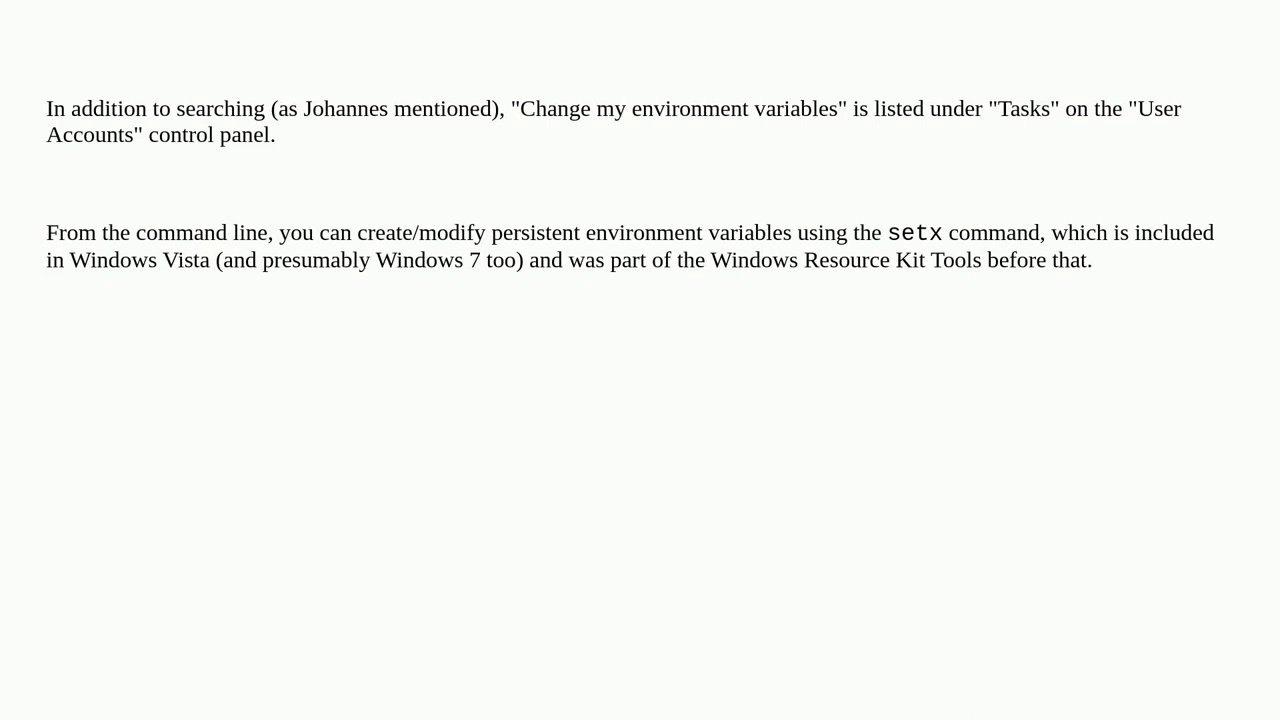 In addition to searching (as Johannes mentioned), "Change my environment variables" is listed under "Tasks" on the "User
Accounts" control panel.
From the command line, you can create/modify persistent environment variables using the setx command, which is included
in Windows Vista (and presumably Windows 7 too) and was part of the Windows Resource Kit Tools before that.